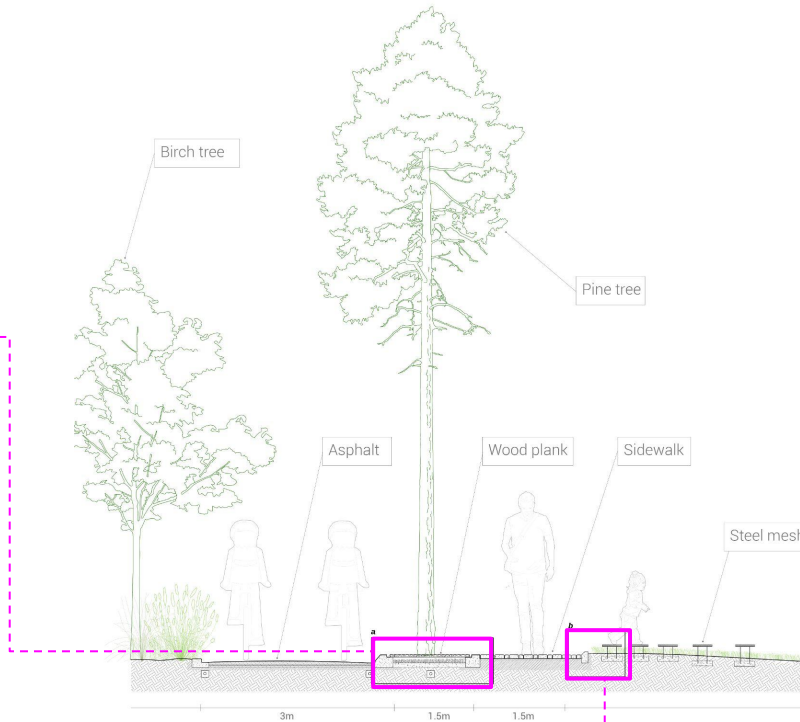 Birch tree
Pine tree
Asphalt
Wood plank
Sidewalk
Steel mesh
a
b
3m
1.5m
1.5m